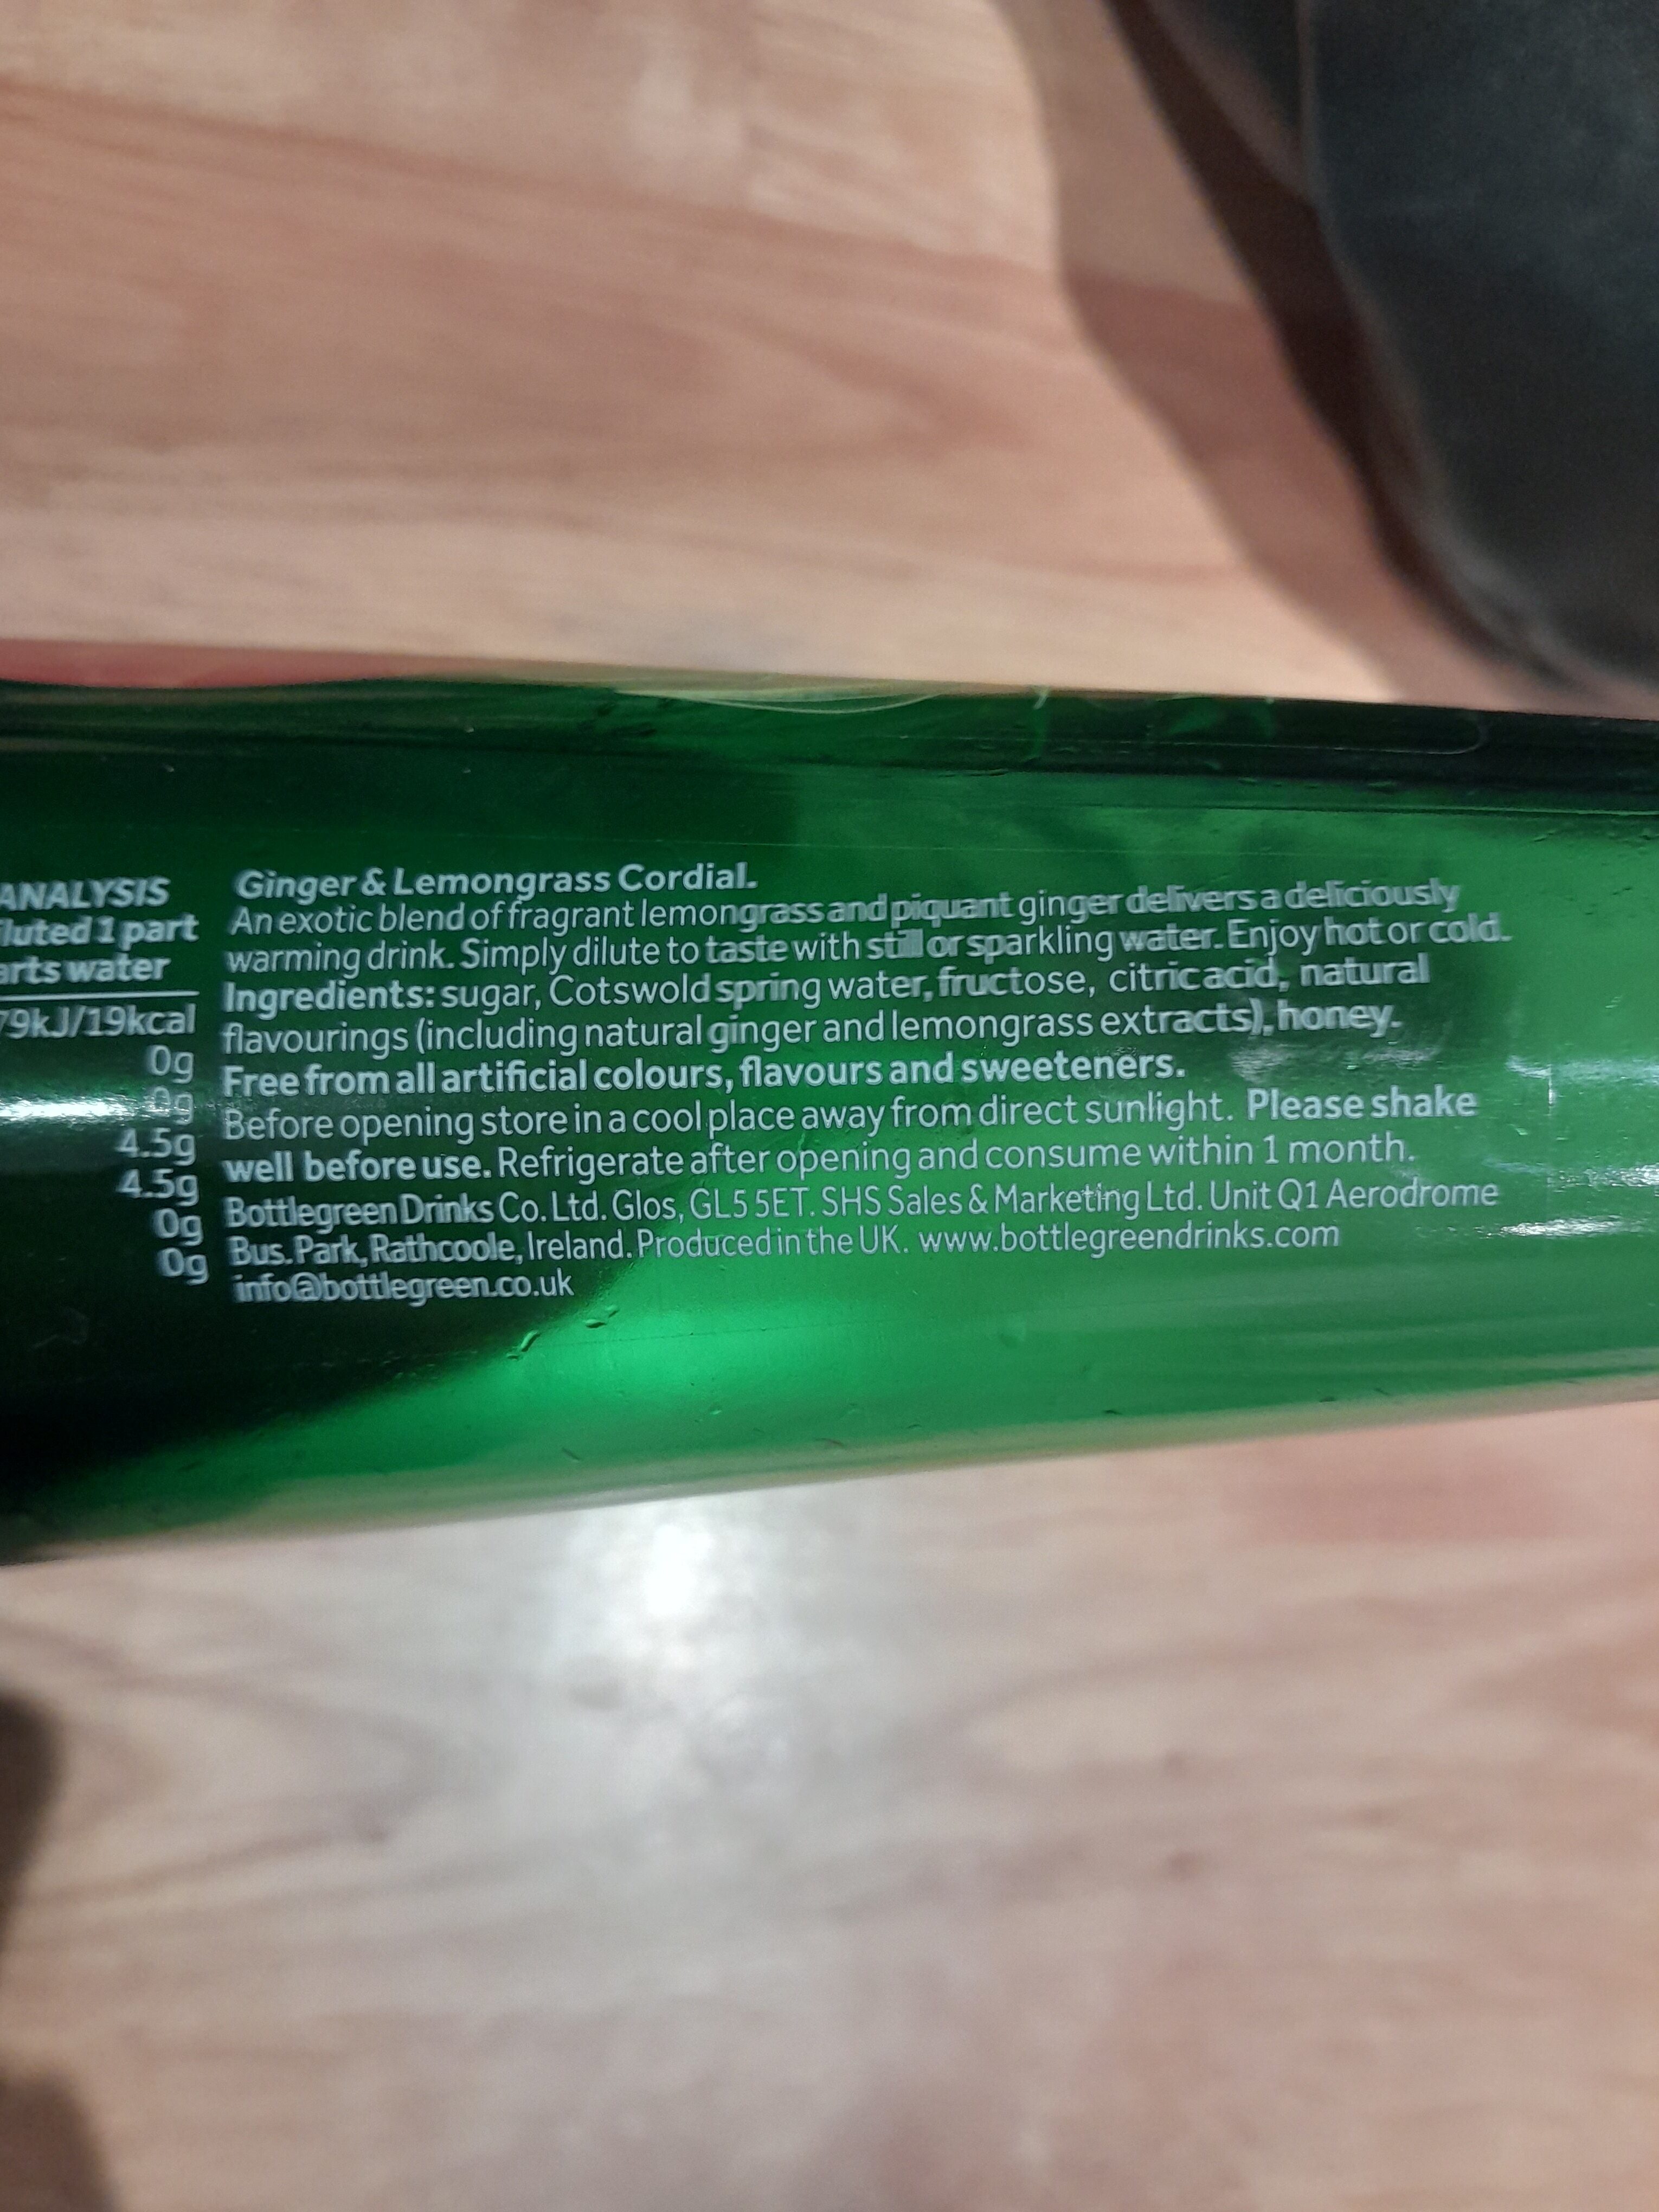 ANALYSIS
luted 1 part
arts water
79kJ/19kcal
0g
0g
4.5g
4.5g
0g
0g
Ginger & Lemongrass Cordial.
An exotic blend of fragrant lemongrass and piquant ginger delivers a deliciously
warming drink. Simply dilute to taste with still or sparkling water. Enjoy hot or cold.
Ingredients: sugar, Cotswold spring water, fructose, citric acid, natural
flavourings (including natural ginger and lemongrass extracts), honey.
Free from all artificial colours, flavours and sweeteners.
Before opening store in a cool place away from direct sunlight. Please shake
well before use. Refrigerate after opening and consume within 1 month.
Bottlegreen Drinks Co. Ltd. Glos, GL5 5ET. SHS Sales & Marketing Ltd. Unit Q1 Aerodrome
Bus. Park, Rathcoole, Ireland. Produced in the UK. www.bottlegreendrinks.com
info@bottlegreen.co.uk